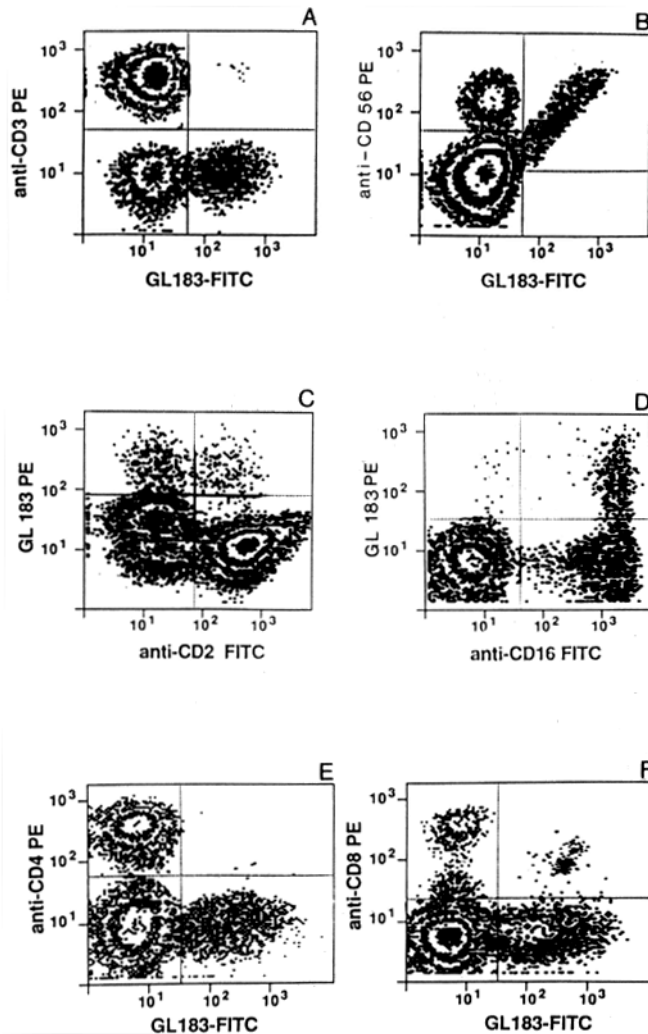 A
10³
10²
10¹
anti-CD3 PE
10¹ 10² 10³
GL183-FITC
B
10³
10²
10¹
anti-CD 56 PE
10¹ 10² 10³
GL183-FITC
C
10³
10²
10¹
GL 183 PE
10¹ 10² 10³
anti-CD2 FITC
D
10³
10²
10¹
GL 183 PE
10¹ 10² 10³
anti-CD16 FITC
E
10³
10²
10¹
anti-CD4 PE
10¹ 10² 10³
GL183-FITC
F
10³
10²
10¹
anti-CD8 PE
10¹ 10² 10³
GL183-FITC